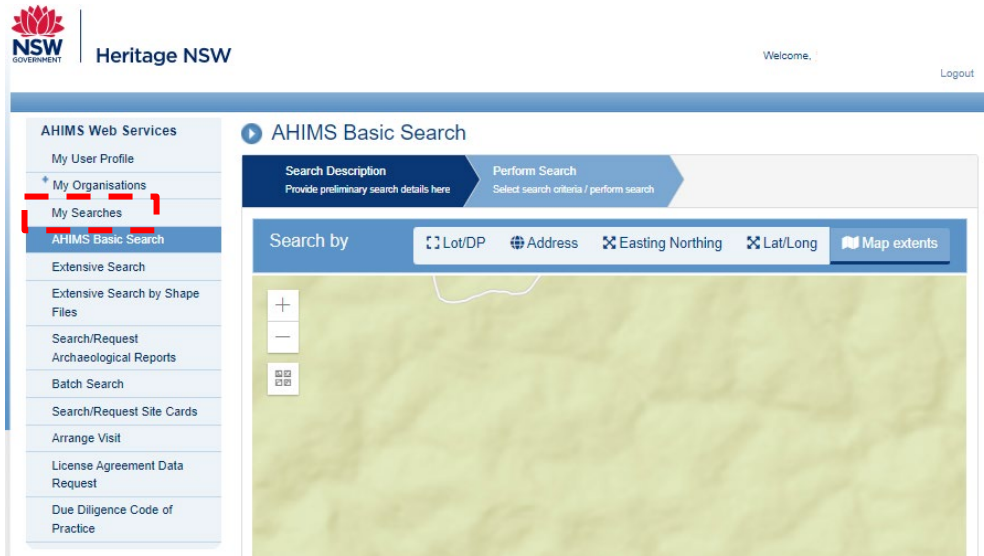 NSW
GOVERNMENT
Heritage NSW
Welcome,
Logout
AHIMS Web Services
My User Profile
My Organisations
My Searches
AHIMS Basic Search
Extensive Search
Extensive Search by Shape
Files
Search/Request
Archaeological Reports
Batch Search
Search/Request Site Cards
Arrange Visit
License Agreement Data
Request
Due Diligence Code of
Practice
AHIMS Basic Search
Search Description
Provide preliminary search details here
Perform Search
Select search criteria / perform search
Search by
Lot/DP
Address
Easting Northing
Lat/Long
Map extents
+
−